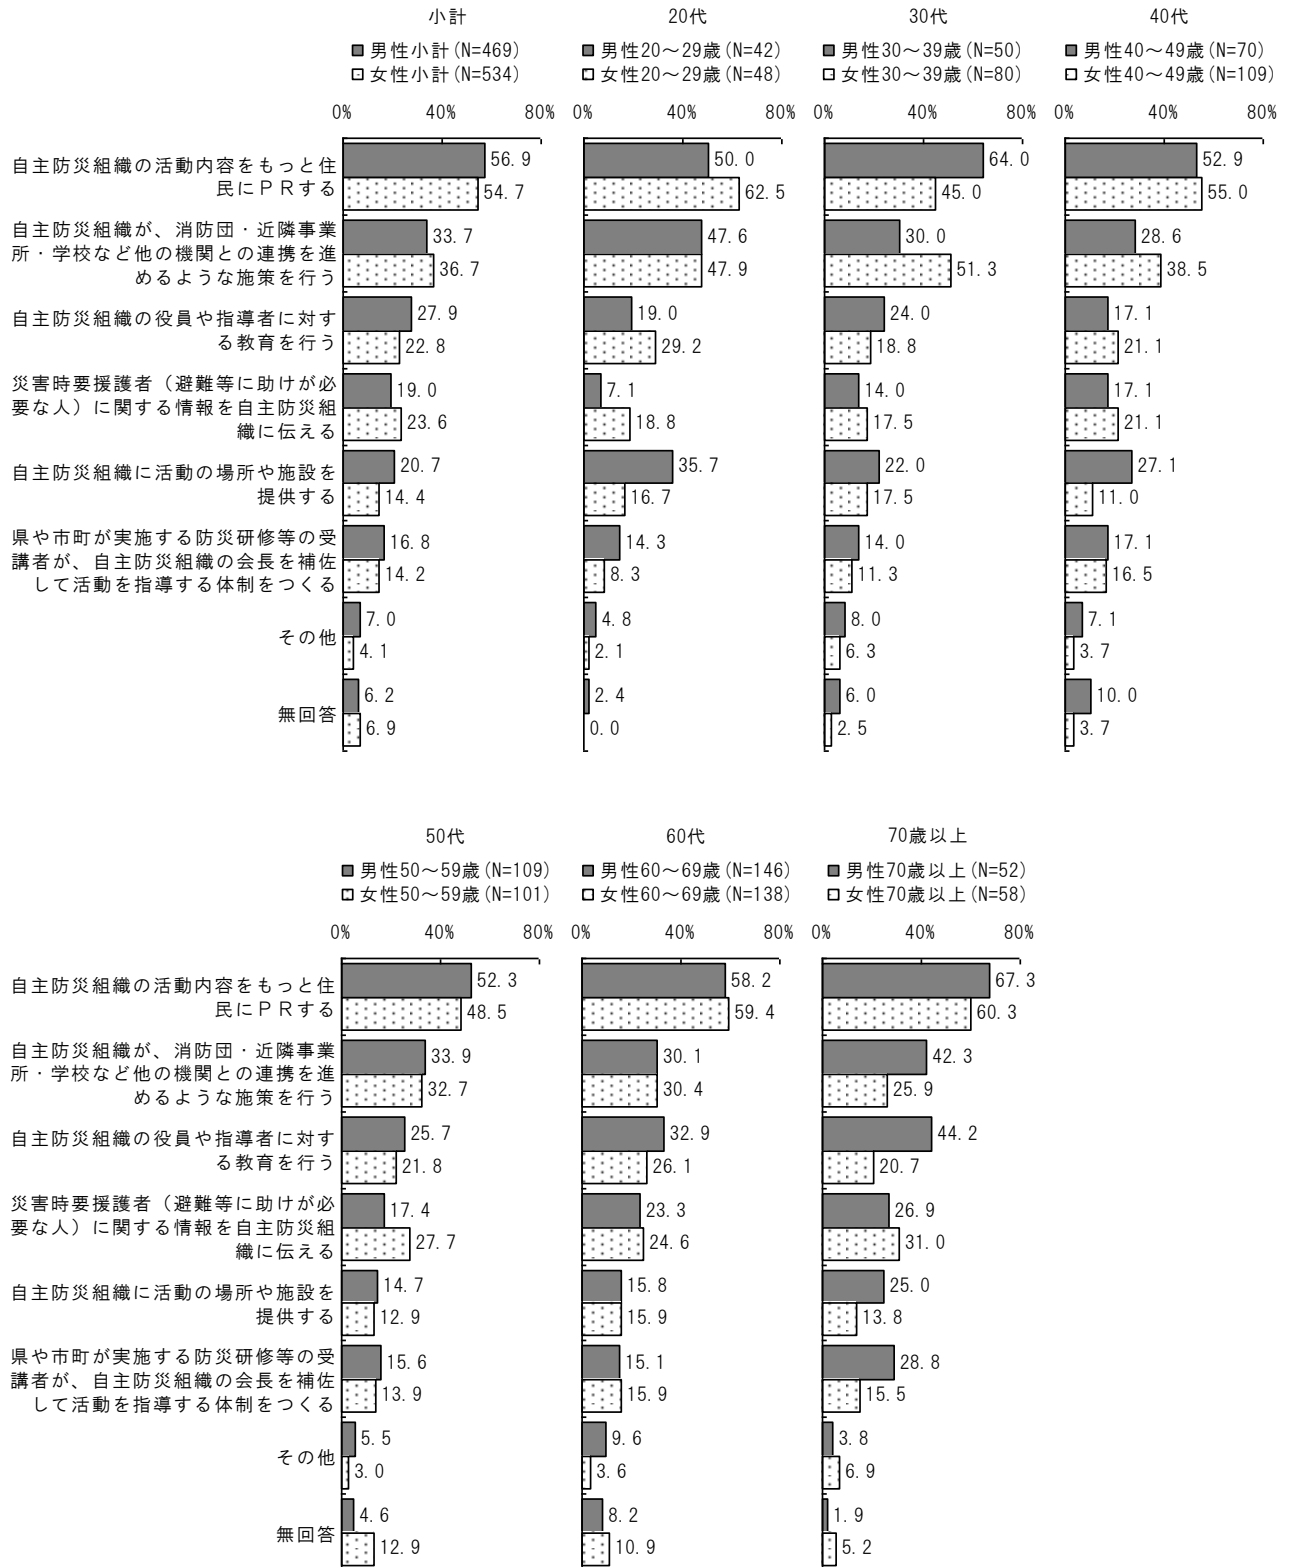 小計
20代
30代
40代
男性小計(N=469)
女性小計(N=534)
男性20～29歳(N=42)
女性20～29歳(N=48)
男性30～39歳(N=50)
女性30～39歳(N=80)
男性40～49歳(N=70)
女性40～49歳(N=109)
0% 40% 80%
0% 40% 80%
0% 40% 80%
0% 40% 80%
自主防災組織の活動内容をもっと住
民にＰＲする
56.9 50.0 64.0 52.9
54.7 62.5 45.0 55.0
自主防災組織が、消防団・近隣事業
所・学校など他の機関との連携を進
めるような施策を行う
33.7 47.6 30.0 28.6
36.7 47.9 51.3 38.5
自主防災組織の役員や指導者に対す
る教育を行う
27.9 19.0 24.0 17.1
22.8 29.2 18.8 21.1
災害時要援護者（避難等に助けが必
要な人）に関する情報を自主防災組
織に伝える
19.0 7.1 14.0 17.1
23.6 18.8 17.5 21.1
自主防災組織に活動の場所や施設を
提供する
20.7 35.7 22.0 27.1
14.4 16.7 17.5 11.0
県や市町が実施する防災研修等の受
講者が、自主防災組織の会長を補佐
して活動を指導する体制をつくる
16.8 14.3 14.0 17.1
14.2 8.3 11.3 16.5
その他
7.0 4.8 8.0 7.1
4.1 2.1 6.3 3.7
無回答
6.2 2.4 6.0 10.0
6.9 0.0 2.5 3.7
50代
60代
70歳以上
男性50～59歳(N=109)
女性50～59歳(N=101)
男性60～69歳(N=146)
女性60～69歳(N=138)
男性70歳以上(N=52)
女性70歳以上(N=58)
0% 40% 80%
0% 40% 80%
0% 40% 80%
自主防災組織の活動内容をもっと住
民にＰＲする
52.3 58.2 67.3
48.5 59.4 60.3
自主防災組織が、消防団・近隣事業
所・学校など他の機関との連携を進
めるような施策を行う
33.9 30.1 42.3
32.7 30.4 25.9
自主防災組織の役員や指導者に対す
る教育を行う
25.7 32.9 44.2
21.8 26.1 20.7
災害時要援護者（避難等に助けが必
要な人）に関する情報を自主防災組
織に伝える
17.4 23.3 26.9
27.7 24.6 31.0
自主防災組織に活動の場所や施設を
提供する
14.7 15.8 25.0
12.9 15.9 13.8
県や市町が実施する防災研修等の受
講者が、自主防災組織の会長を補佐
して活動を指導する体制をつくる
15.6 15.1 28.8
13.9 15.9 15.5
その他
5.5 9.6 3.8
3.0 3.6 6.9
無回答
4.6 8.2 1.9
12.9 10.9 5.2